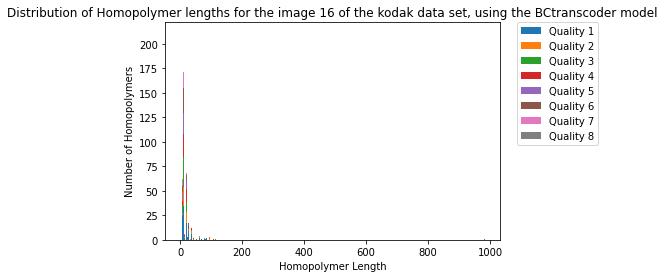 Distribution of Homopolymer lengths for the image 16 of the kodak data set, using the BCtranscoder model
Number of Homopolymers
200
175
150
125
100
75
50
25
0
0 200 400 600 800 1000
Homopolymer Length
Quality 1
Quality 2
Quality 3
Quality 4
Quality 5
Quality 6
Quality 7
Quality 8